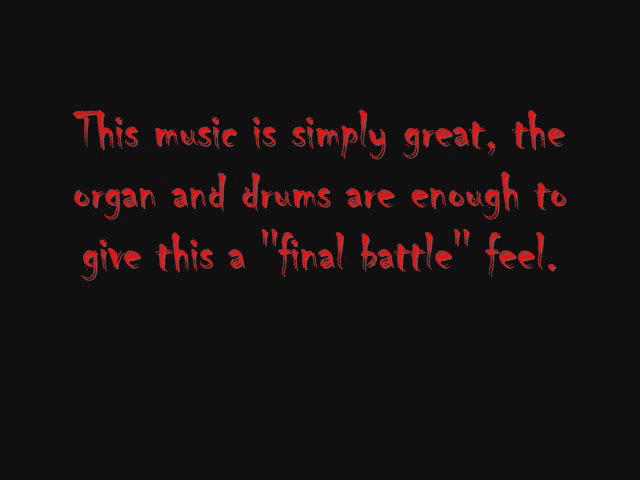 This music is simply great, the
organ and drums are enough to
give this a "final battle" feel.